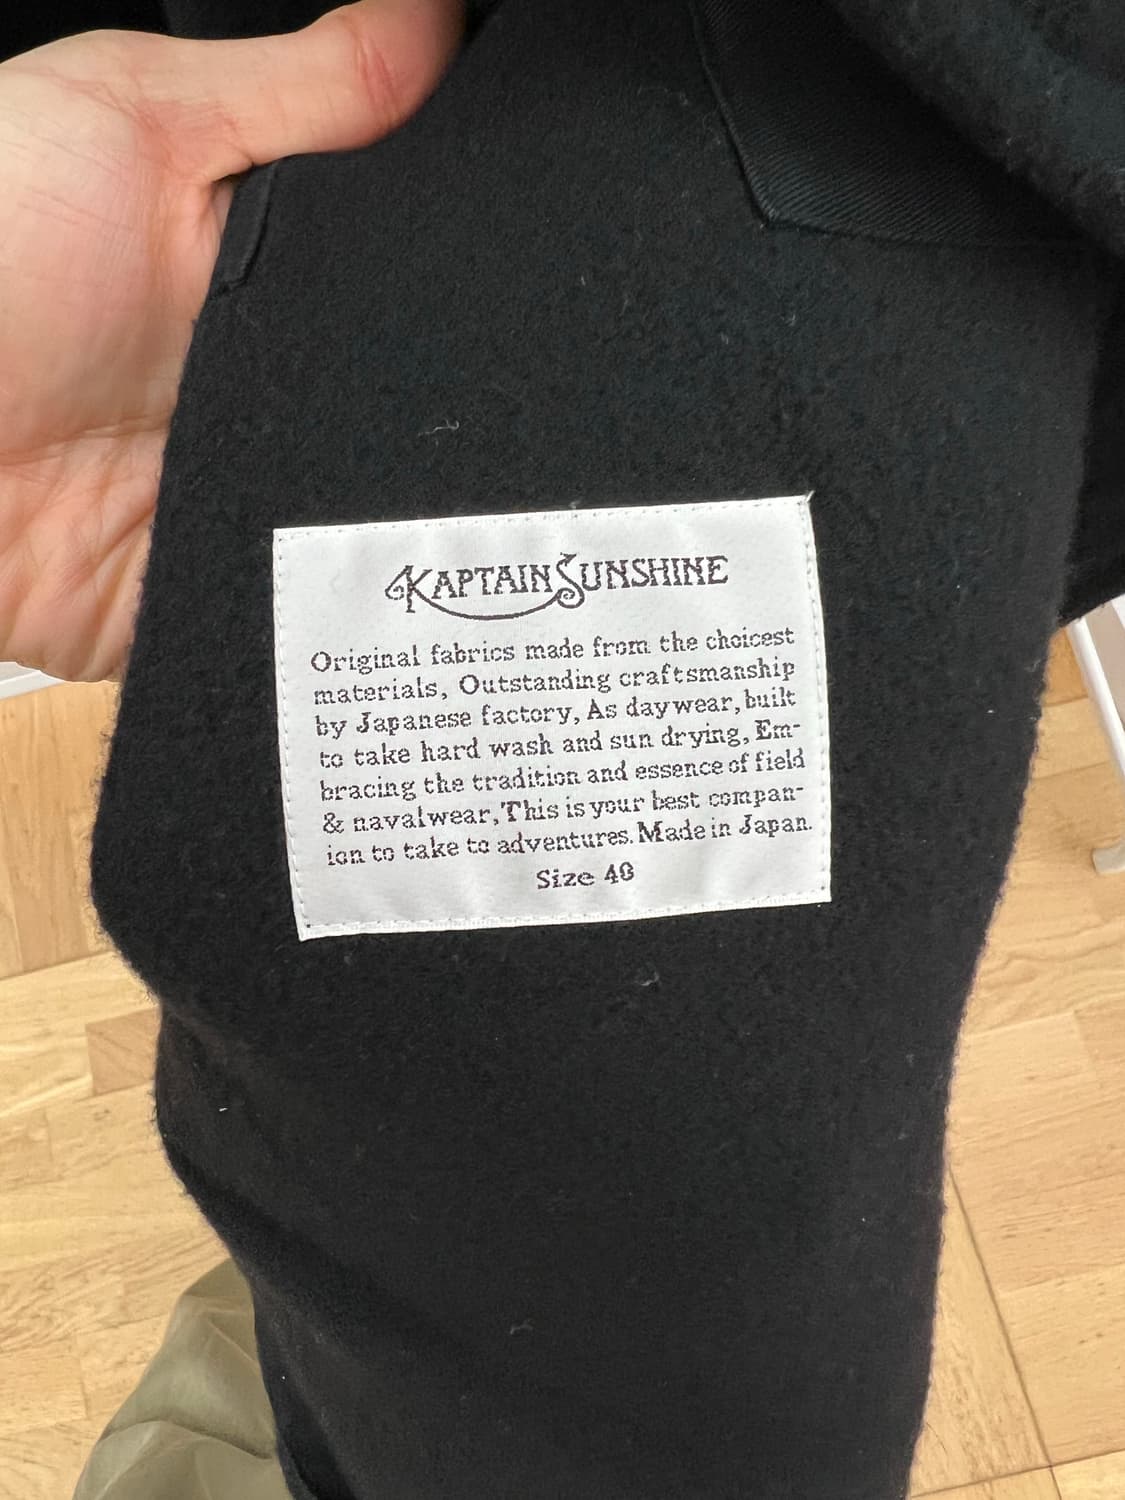 KAPTAIN SUNSHINE
Original fabrics made from the choicest
materials, Outstanding craftsmanship
by Japanese factory, As daywear, built
to take hard wash and sun drying, Em-
bracing the tradition and essence of field
& navalwear, This is your best compan-
ion to take to adventures. Made in Japan.
Size 40